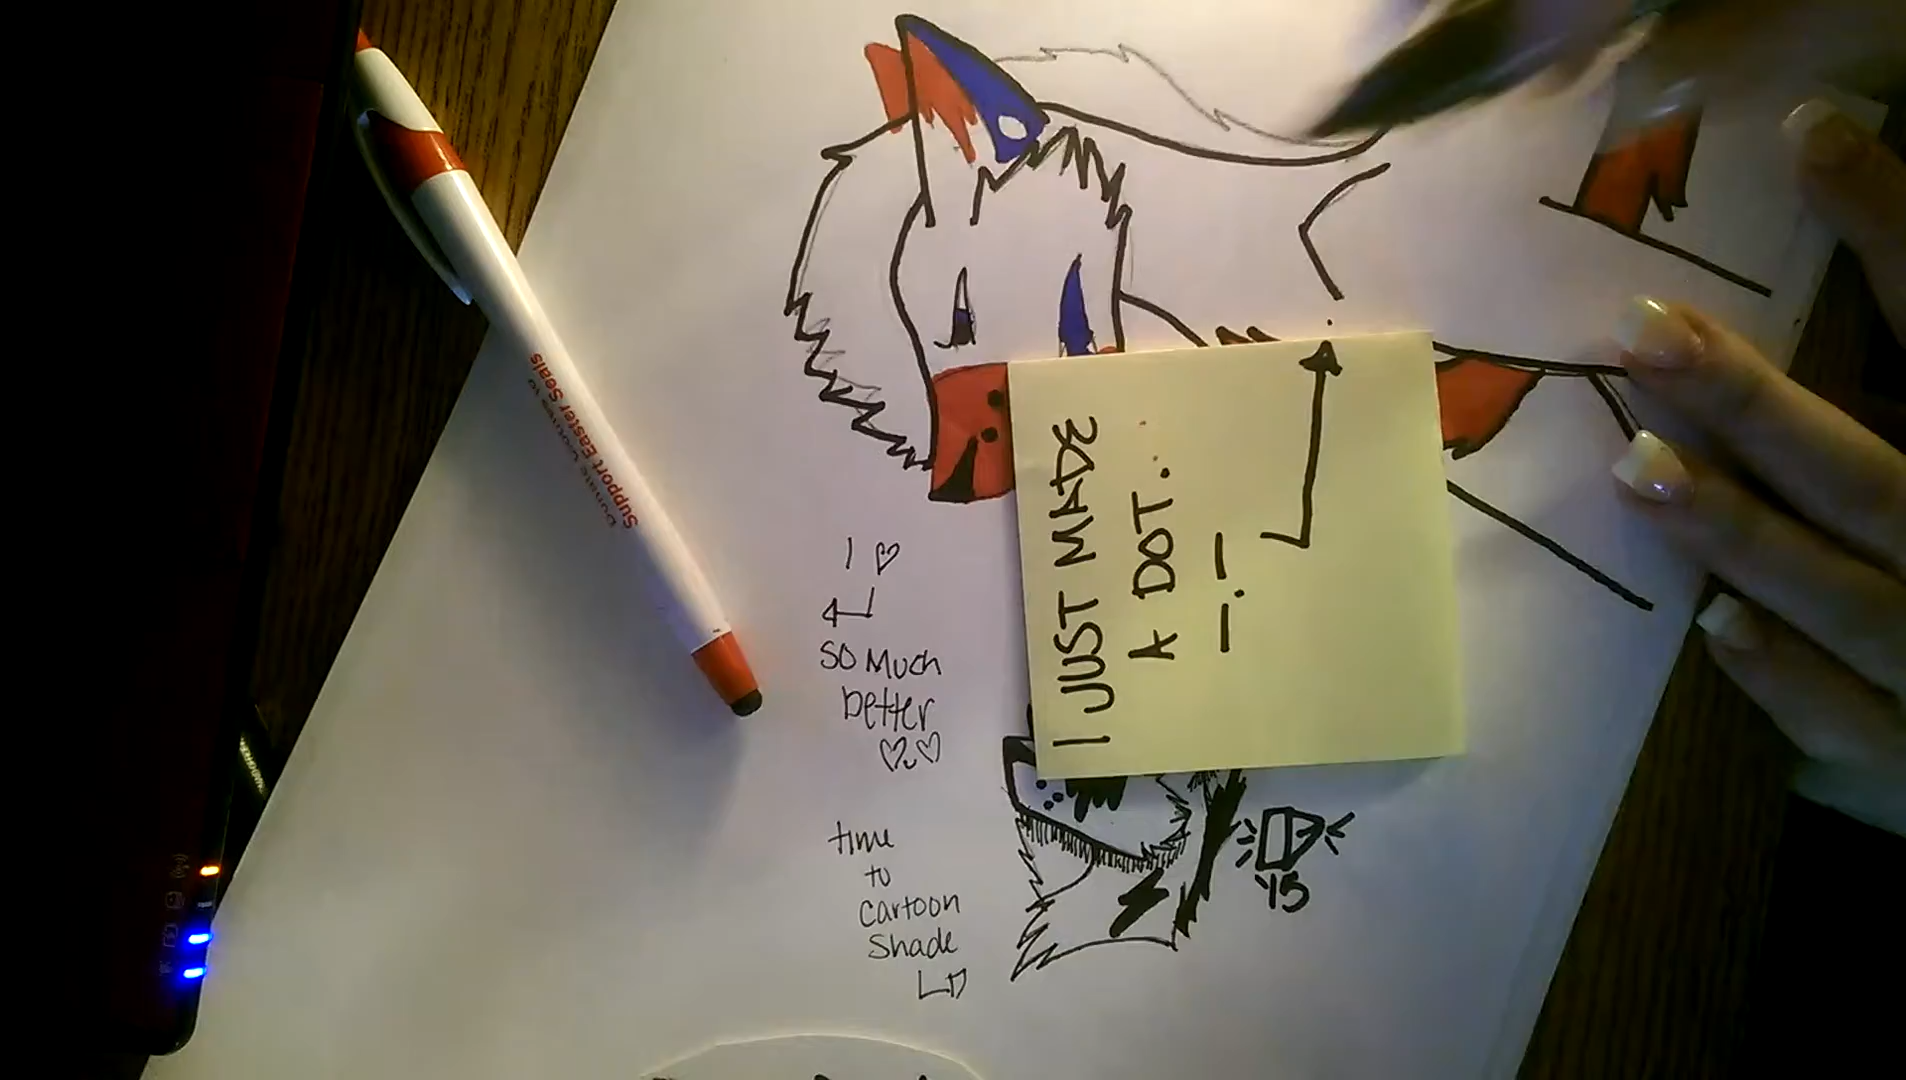 I JUST MADE
A DOT.
I ♡
SO Much
better
time
to
cartoon
Shade
'15
Support Easter Seals